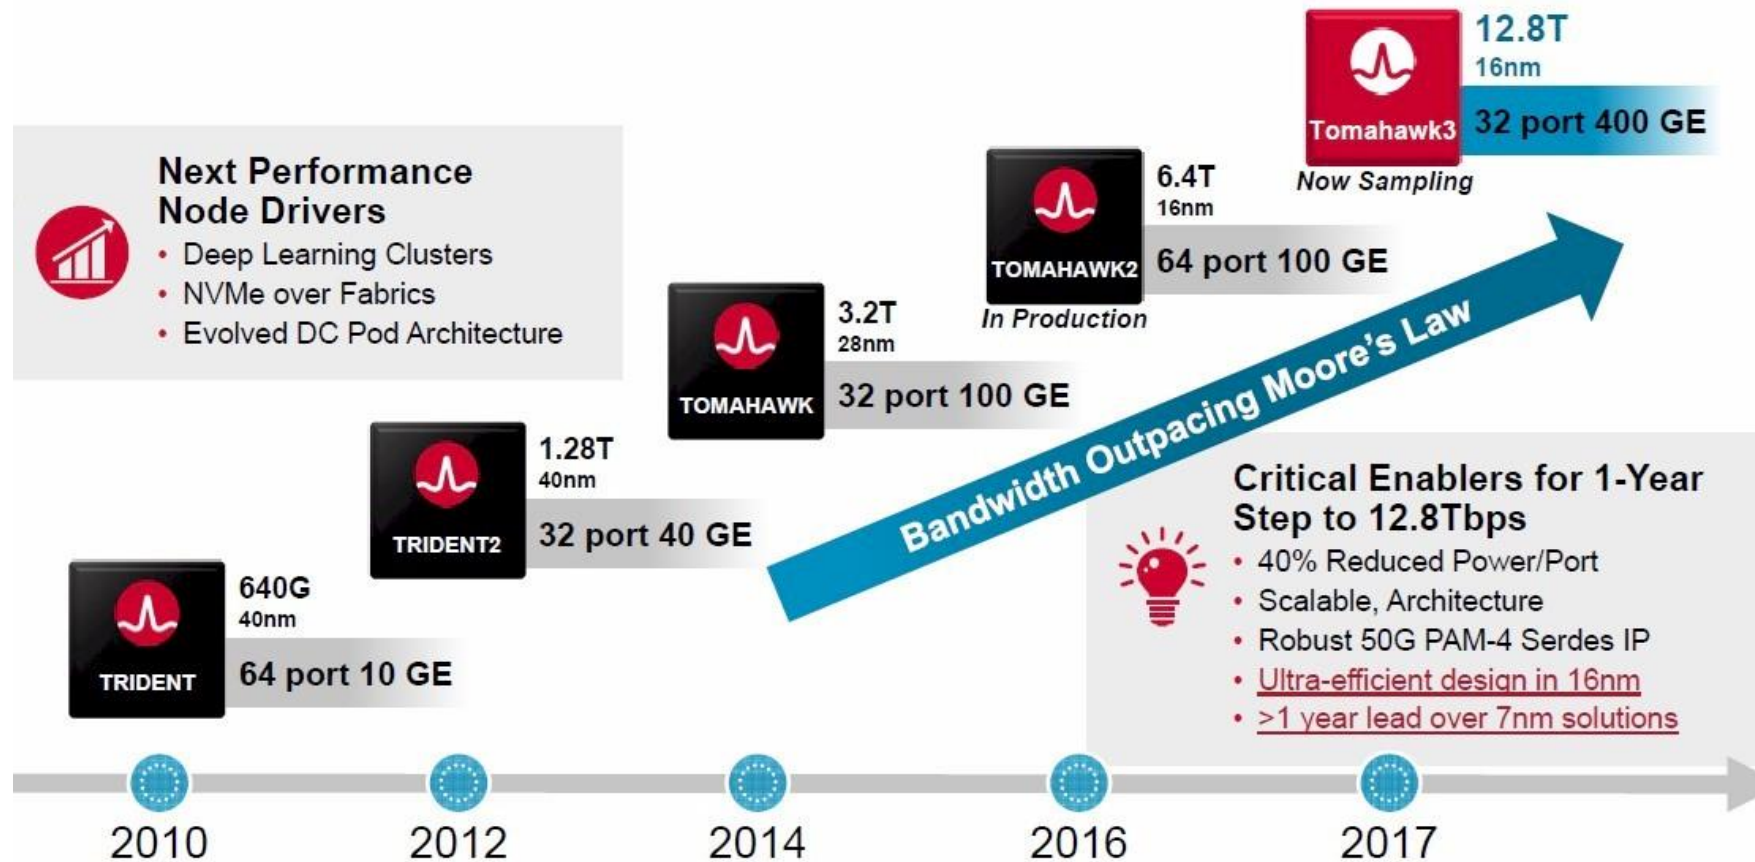 12.8T
16nm
32 port 400 GE
Tomahawk3
Now Sampling
Next Performance
Node Drivers
• Deep Learning Clusters
• NVMe over Fabrics
• Evolved DC Pod Architecture
6.4T
16nm
64 port 100 GE
TOMAHAWK2
In Production
3.2T
28nm
32 port 100 GE
TOMAHAWK
1.28T
40nm
32 port 40 GE
TRIDENT2
640G
40nm
64 port 10 GE
TRIDENT
Bandwidth Outpacing Moore's Law
Critical Enablers for 1-Year
Step to 12.8Tbps
• 40% Reduced Power/Port
• Scalable, Architecture
• Robust 50G PAM-4 Serdes IP
• Ultra-efficient design in 16nm
• >1 year lead over 7nm solutions
2010
2012
2014
2016
2017